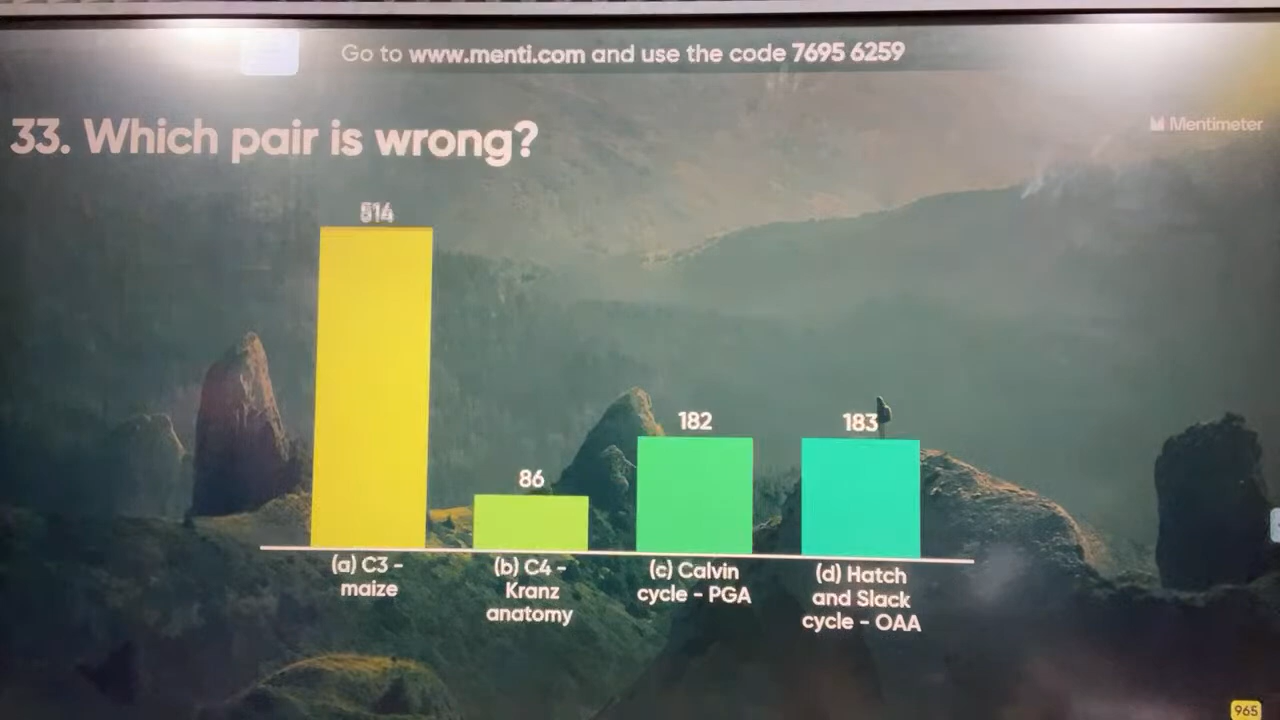 Go to www.menti.com and use the code 7695 6259
33. Which pair is wrong?
Mentimeter
514
86
182
183
(a) C3 -
maize
(b) C4 -
Kranz
anatomy
(c) Calvin
cycle - PGA
(d) Hatch
and Slack
cycle - OAA
965